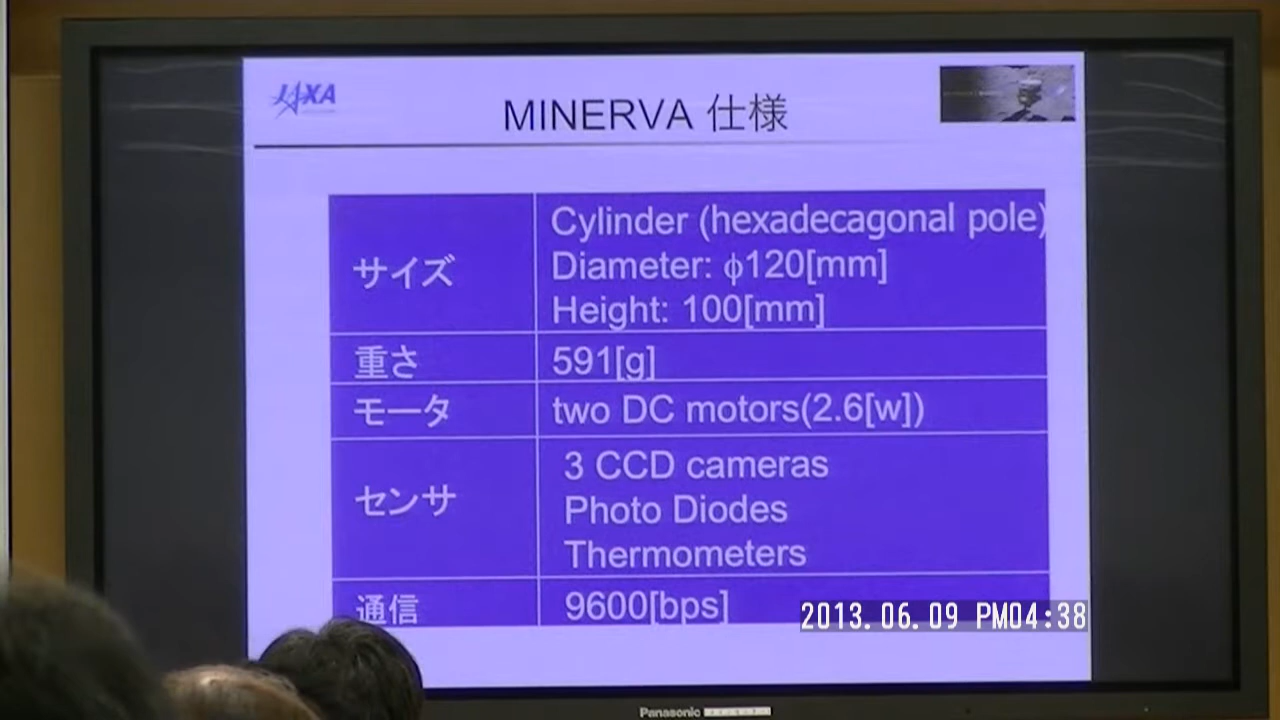 JAXA
MINERVA 仕様
サイズ
Cylinder (hexadecagonal pole)
Diameter: φ120[mm]
Height: 100[mm]
重さ
591[g]
モータ
two DC motors(2.6[w])
センサ
3 CCD cameras
Photo Diodes
Thermometers
通信
9600[bps]
2013.06.09 PM04:38
Panasonic